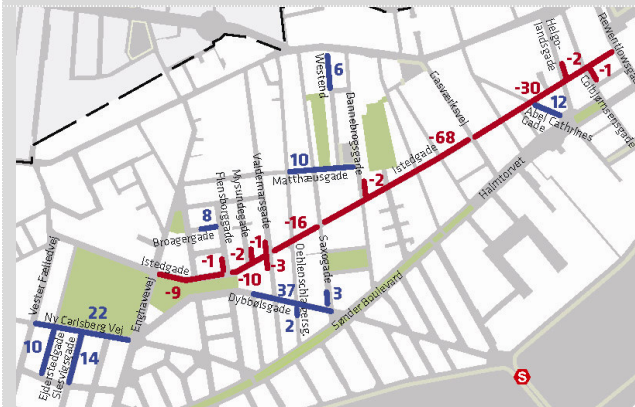 Reventlowsgade
Helgo-
landsgade
-2
-1
Colbjørnsensgade
-30
12
Abel Cathrines
Gade
Westend
6
Dannebrogsgade
Gasværksvej
-68
Istedgade
Halmtorvet
10
Matthæusgade
-2
Valdemarsgade
Mysundegade
Flensborggade
8
Broagergade
-16
-1
-2
-1
-3
-10
Istedgade
-9
Saxogade
Oehlenschlægersg.
37
3
Dybbølsgade
2
Sønder Boulevard
Vester Fælledvej
Enghavevej
22
Ny Carlsberg Vej
10
Ejderstedgade
Slesvigsgade
14
S